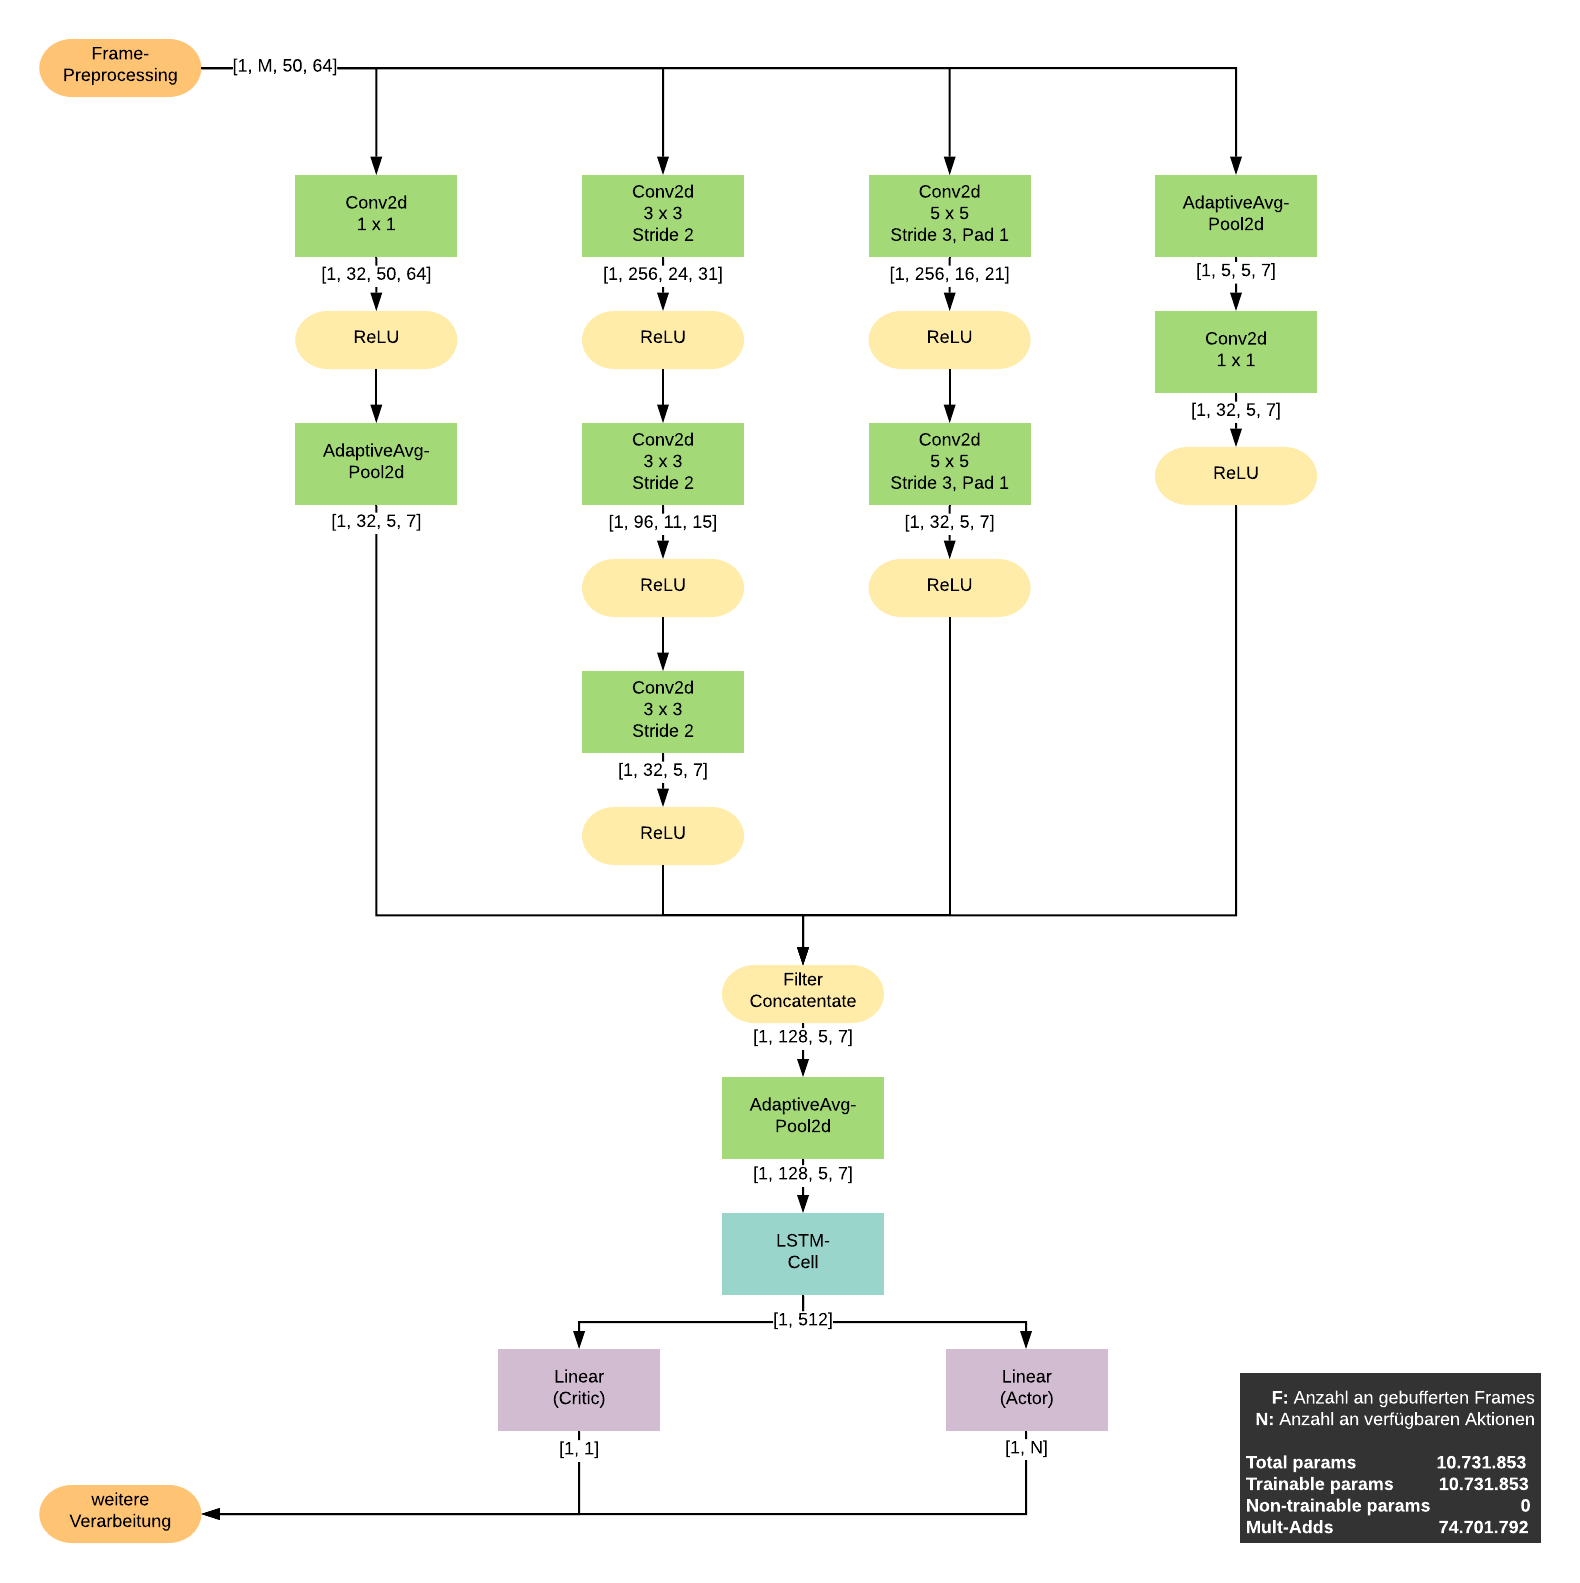 Frame-
Preprocessing
[1, M, 50, 64]
Conv2d
1 x 1
[1, 32, 50, 64]
ReLU
AdaptiveAvg-
Pool2d
[1, 32, 5, 7]
Conv2d
3 x 3
Stride 2
[1, 256, 24, 31]
ReLU
Conv2d
3 x 3
Stride 2
[1, 96, 11, 15]
ReLU
Conv2d
3 x 3
Stride 2
[1, 32, 5, 7]
ReLU
Conv2d
5 x 5
Stride 3, Pad 1
[1, 256, 16, 21]
ReLU
Conv2d
5 x 5
Stride 3, Pad 1
[1, 32, 5, 7]
ReLU
AdaptiveAvg-
Pool2d
[1, 5, 5, 7]
Conv2d
1 x 1
[1, 32, 5, 7]
ReLU
Filter
Concatentate
[1, 128, 5, 7]
AdaptiveAvg-
Pool2d
[1, 128, 5, 7]
LSTM-
Cell
[1, 512]
Linear
(Critic)
[1, 1]
Linear
(Actor)
[1, N]
weitere
Verarbeitung
F: Anzahl an gebufferten Frames
N: Anzahl an verfügbaren Aktionen
Total params 10.731.853
Trainable params 10.731.853
Non-trainable params 0
Mult-Adds 74.701.792